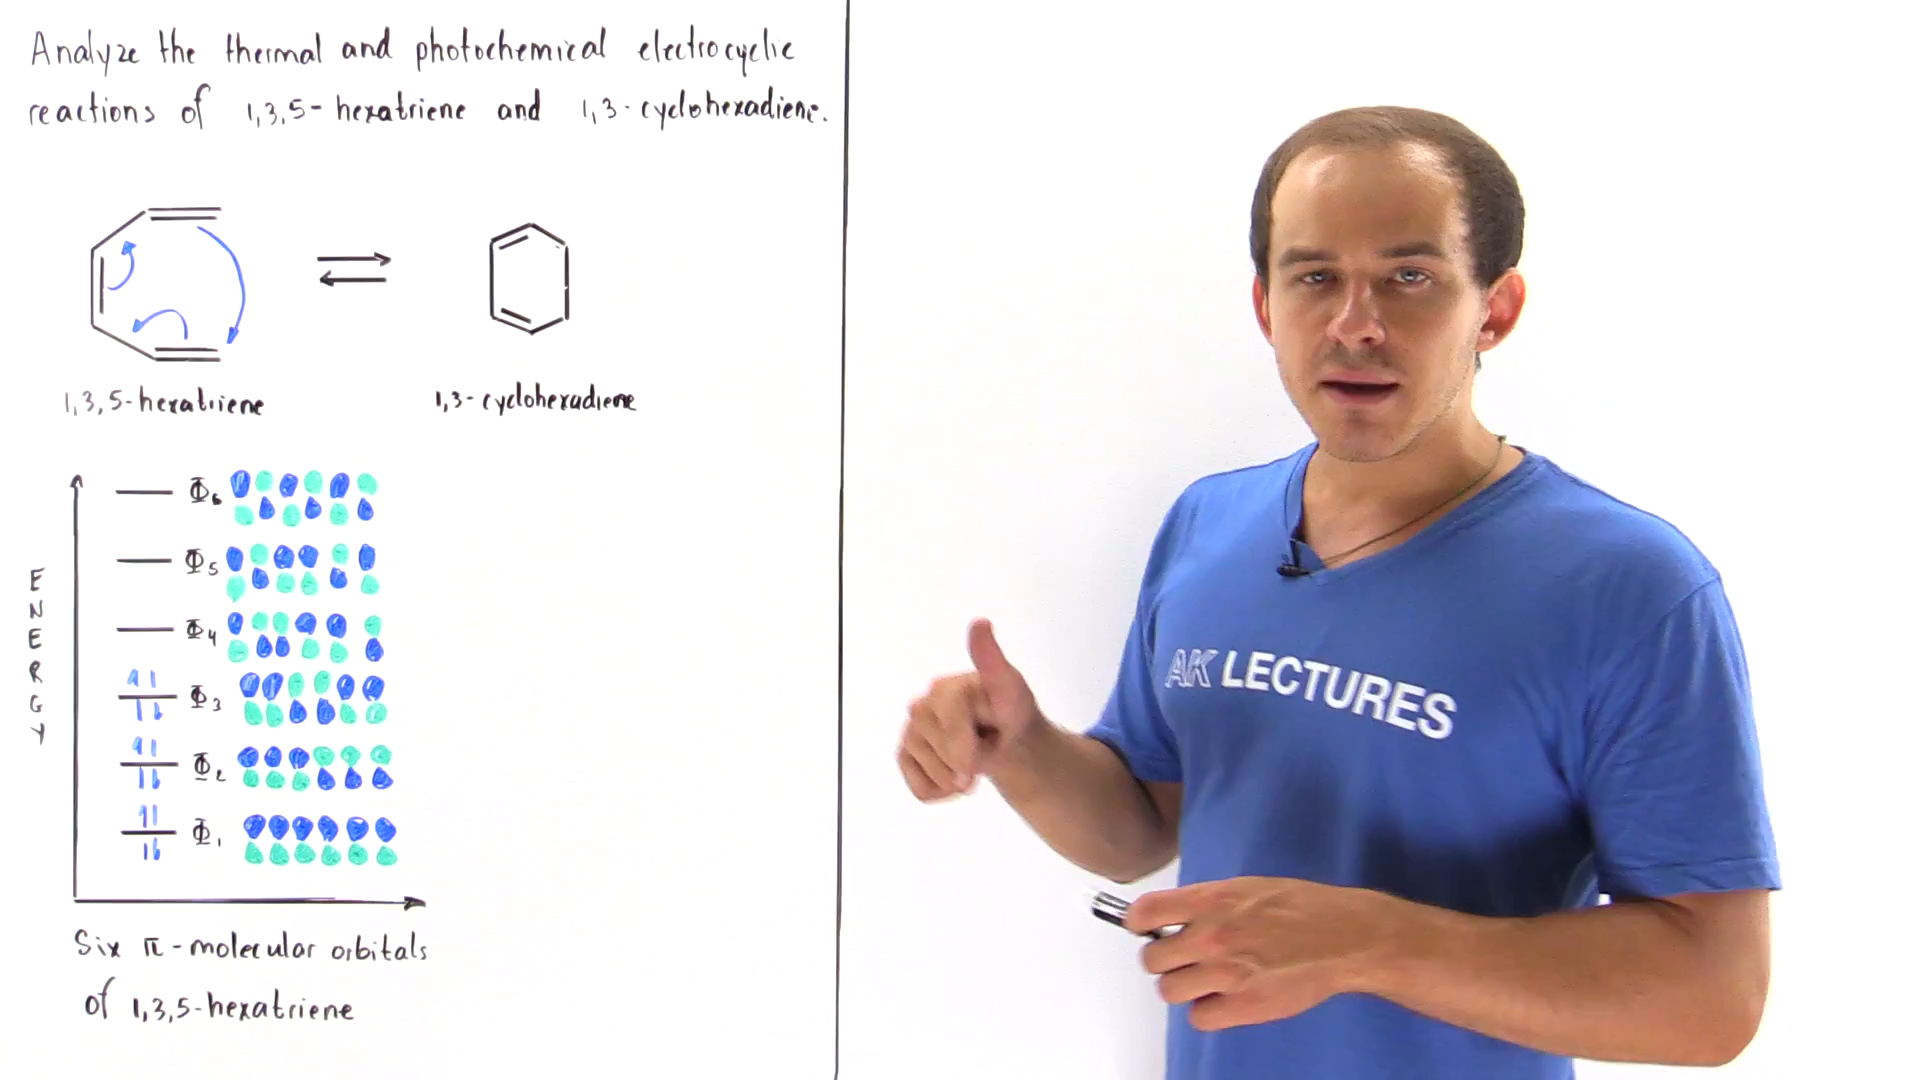 Analyze the thermal and photochemical electrocyclic
reactions of 1,3,5-hexatriene and 1,3-cyclohexadiene.
1,3,5-hexatriene
1,3-cyclohexadiene
ENERGY
Φ6
Φ5
Φ4
Φ3
Φ2
Φ1
Six π-molecular orbitals
of 1,3,5-hexatriene
AK LECTURES